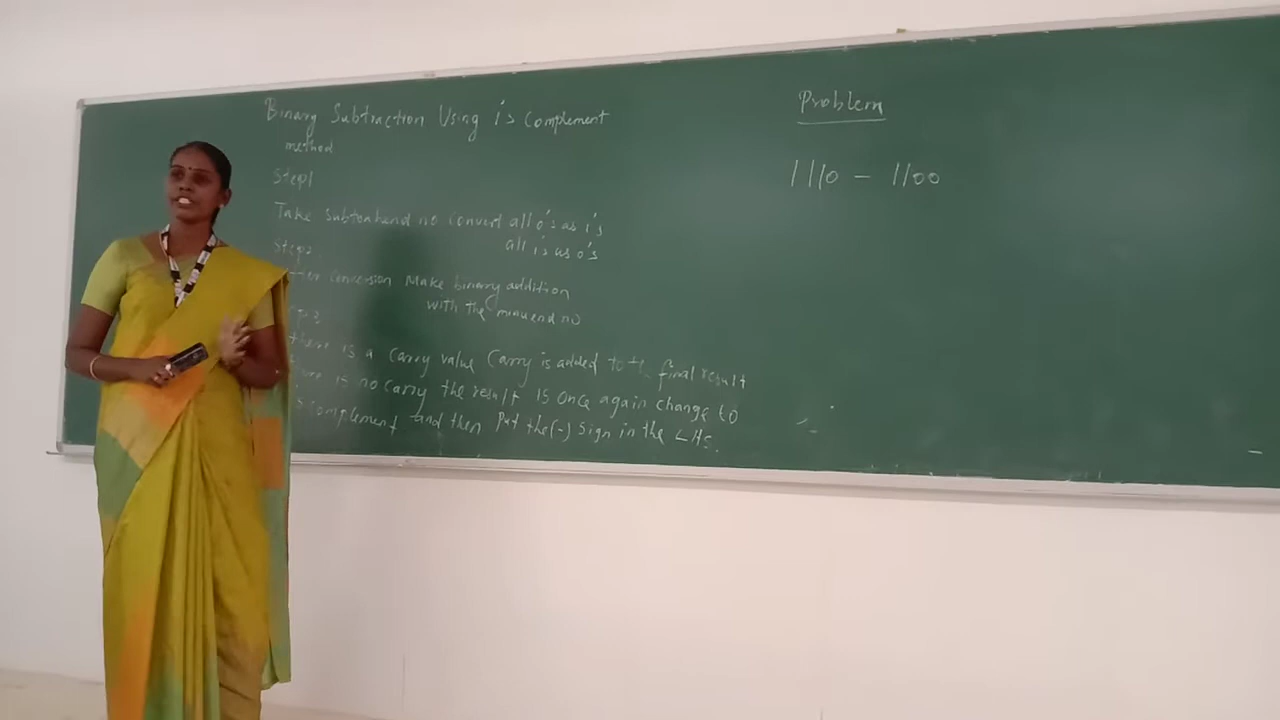 Binary Subtraction Using 1's Complement
method
Step1
Take Subtrahend no Convert all 0's as 1's
all 1's as 0's
Step2
Conversion Make binary addition
with the minuend no
there is a carry value Carry is added to the final result
is no carry the result is once again change to
complement and then put the (-) Sign in the LHS.
Problem
1110 - 1100